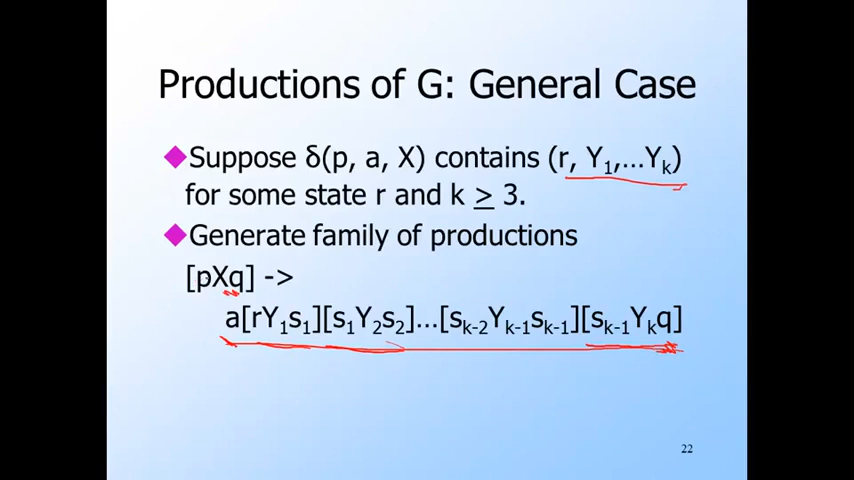 Productions of G: General Case
◆Suppose δ(p, a, X) contains (r, Y₁,…Yₖ)
for some state r and k ≥ 3.
◆Generate family of productions
[pXq] ->
a[rY₁s₁][s₁Y₂s₂]…[sₖ₋₂Yₖ₋₁sₖ₋₁][sₖ₋₁Yₖq]
22